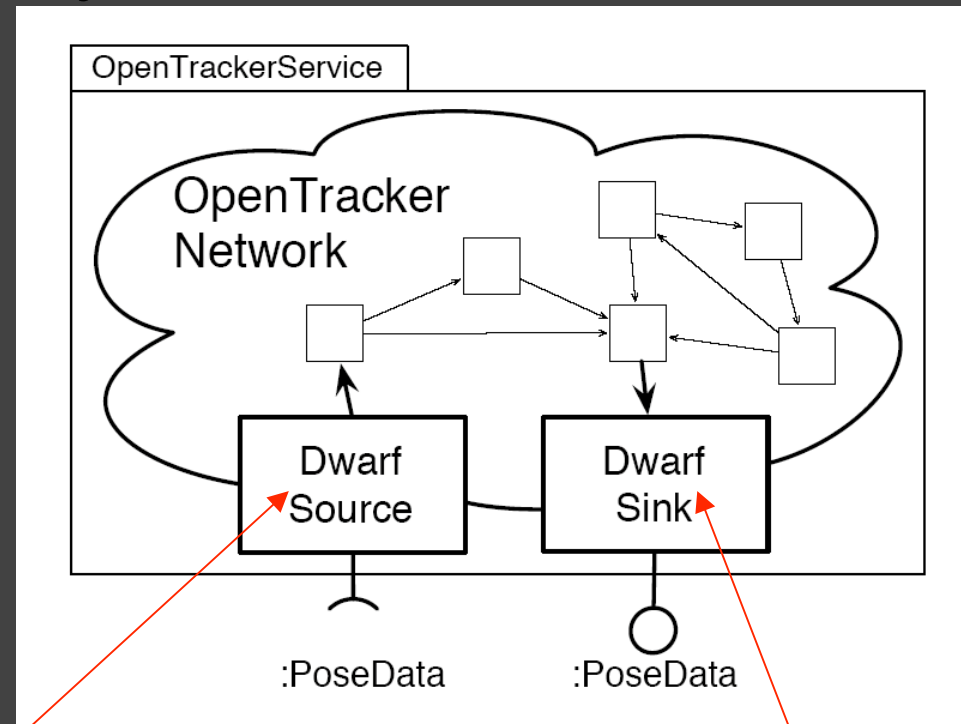 OpenTrackerService
OpenTracker
Network
Dwarf
Source
Dwarf
Sink
:PoseData
:PoseData